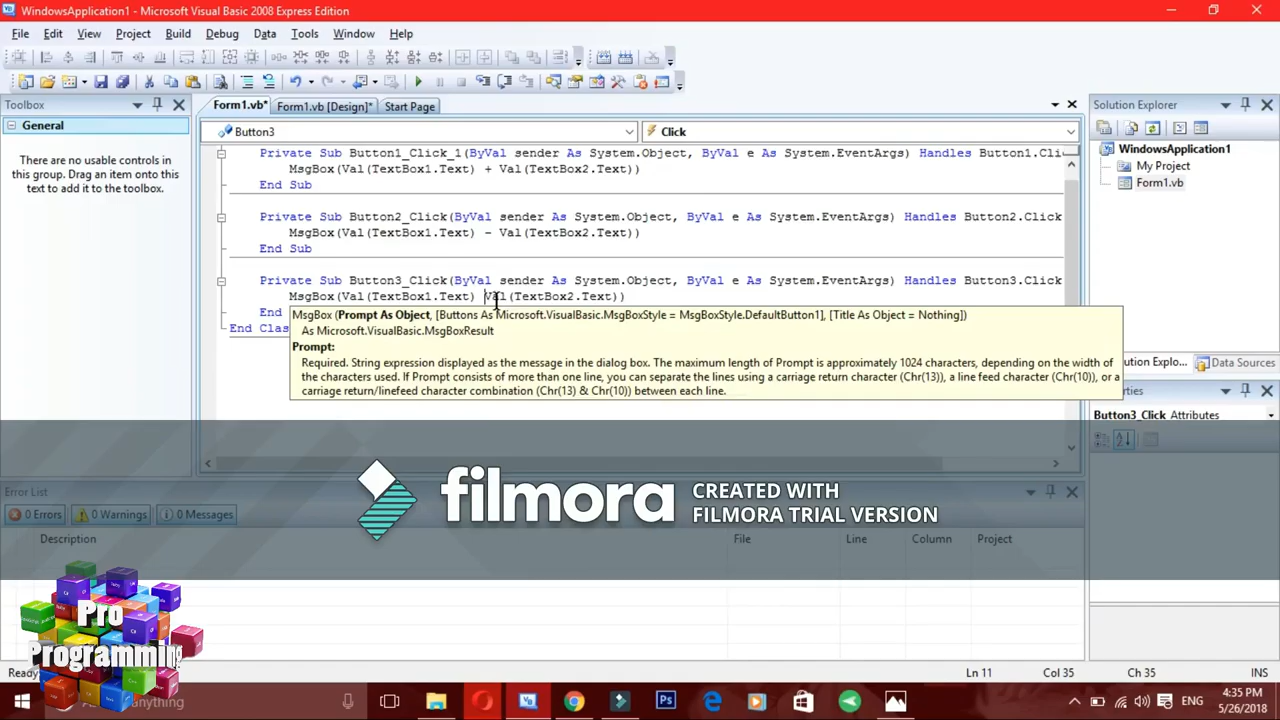 WindowsApplication1 - Microsoft Visual Basic 2008 Express Edition
File Edit View Project Build Debug Data Tools Window Help
Toolbox
General
There are no usable controls in
this group. Drag an item onto this
text to add it to the toolbox.
Form1.vb* Form1.vb [Design]* Start Page
Button3 Click
Private Sub Button1_Click_1(ByVal sender As System.Object, ByVal e As System.EventArgs) Handles Button1.Cli
MsgBox(Val(TextBox1.Text) + Val(TextBox2.Text))
End Sub
Private Sub Button2_Click(ByVal sender As System.Object, ByVal e As System.EventArgs) Handles Button2.Click
MsgBox(Val(TextBox1.Text) - Val(TextBox2.Text))
End Sub
Private Sub Button3_Click(ByVal sender As System.Object, ByVal e As System.EventArgs) Handles Button3.Click
MsgBox(Val(TextBox1.Text) Val(TextBox2.Text))
End
End Clas
MsgBox (Prompt As Object, [Buttons As Microsoft.VisualBasic.MsgBoxStyle = MsgBoxStyle.DefaultButton1], [Title As Object = Nothing])
As Microsoft.VisualBasic.MsgBoxResult
Prompt:
Required. String expression displayed as the message in the dialog box. The maximum length of Prompt is approximately 1024 characters, depending on the width of
the characters used. If Prompt consists of more than one line, you can separate the lines using a carriage return character (Chr(13)), a line feed character (Chr(10)), or a
carriage return/linefeed character combination (Chr(13) & Chr(10)) between each line.
Solution Explorer
WindowsApplication1
My Project
Form1.vb
ution Explo... Data Sources
erties
Button3_Click Attributes
Error List
0 Errors 0 Warnings 0 Messages
Description File Line Column Project
filmora
CREATED WITH
FILMORA TRIAL VERSION
Pro
Programming
Ready Ln 11 Col 35 Ch 35 INS
anything
ENG
4:35 PM
5/26/2018